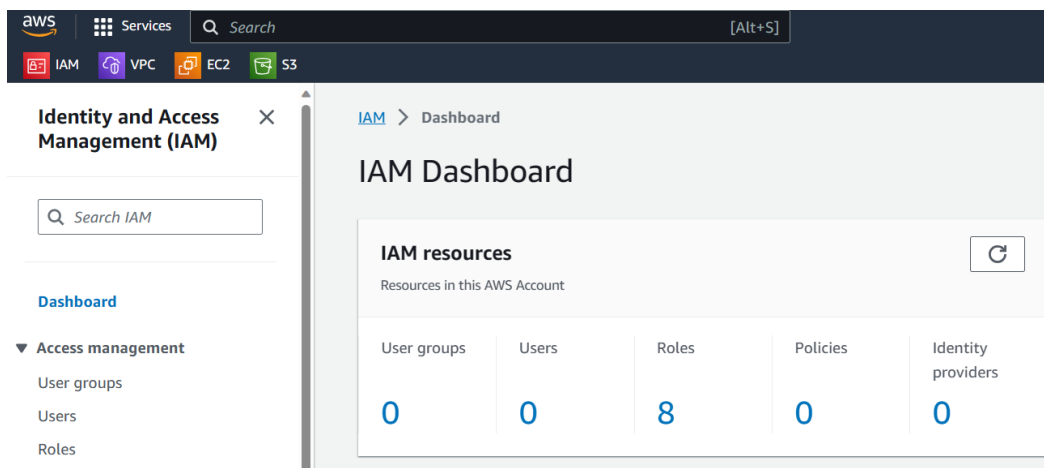 aws
Services
Search
[Alt+S]
IAM
VPC
EC2
S3
Identity and Access
Management (IAM)
Search IAM
Dashboard
Access management
User groups
Users
Roles
IAM
Dashboard
IAM Dashboard
IAM resources
Resources in this AWS Account
User groups
0
Users
0
Roles
8
Policies
0
Identity
providers
0